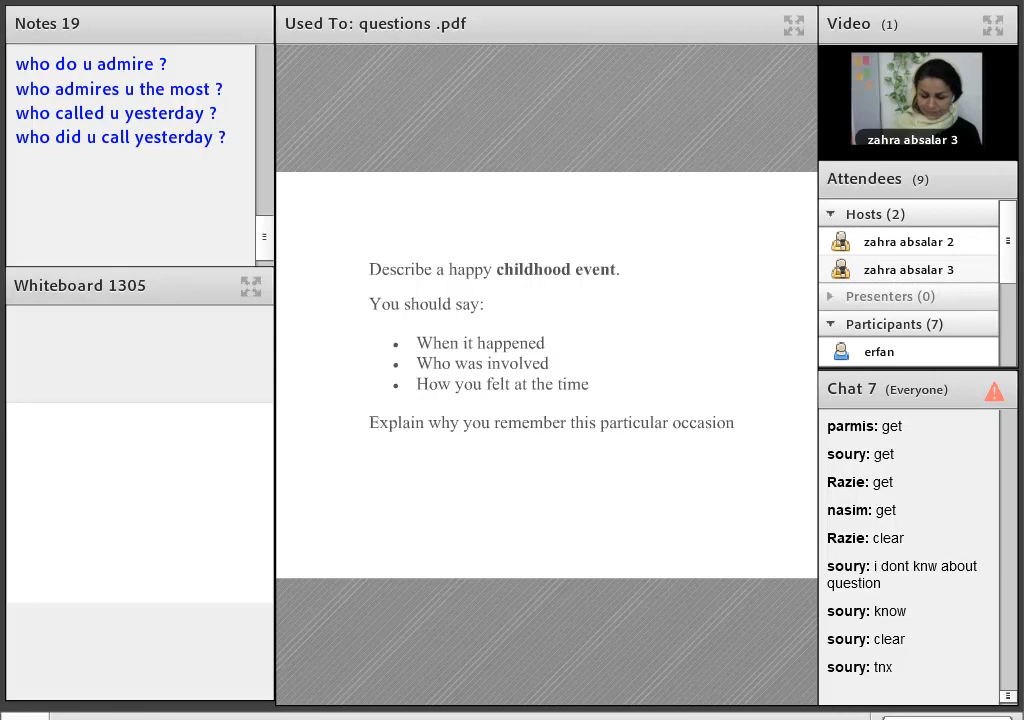 Notes 19
who do u admire ?
who admires u the most ?
who called u yesterday ?
who did u call yesterday ?
Whiteboard 1305
Used To: questions .pdf
Describe a happy childhood event.
You should say:
• When it happened
• Who was involved
• How you felt at the time
Explain why you remember this particular occasion
Video (1)
zahra absalar 3
Attendees (9)
Hosts (2)
zahra absalar 2
zahra absalar 3
Presenters (0)
Participants (7)
erfan
Chat 7 (Everyone)
parmis: get
soury: get
Razie: get
nasim: get
Razie: clear
soury: i dont knw about
question
soury: know
soury: clear
soury: tnx